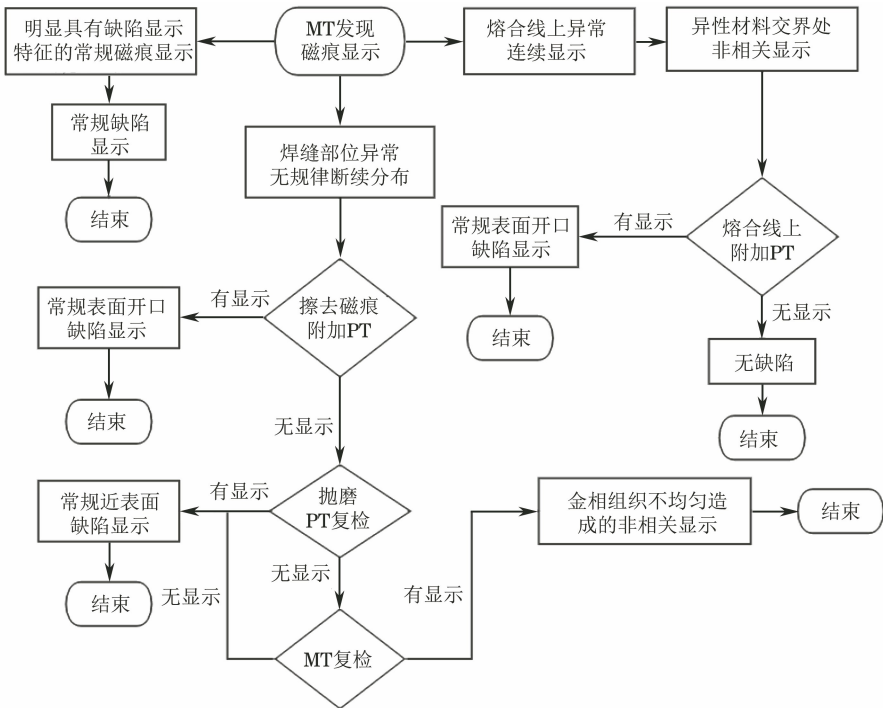 明显具有缺陷显示
特征的常规磁痕显示
MT发现
磁痕显示
熔合线上异常
连续显示
异性材料交界处
非相关显示
常规缺陷
显示
结束
焊缝部位异常
无规律断续分布
常规表面开口
缺陷显示
有显示
熔合线上
附加PT
结束
无显示
无缺陷
结束
常规表面开口
缺陷显示
有显示
擦去磁痕
附加PT
结束
无显示
常规近表面
缺陷显示
有显示
抛磨
PT复检
金相组织不均匀造
成的非相关显示
结束
结束
无显示
无显示
有显示
MT复检